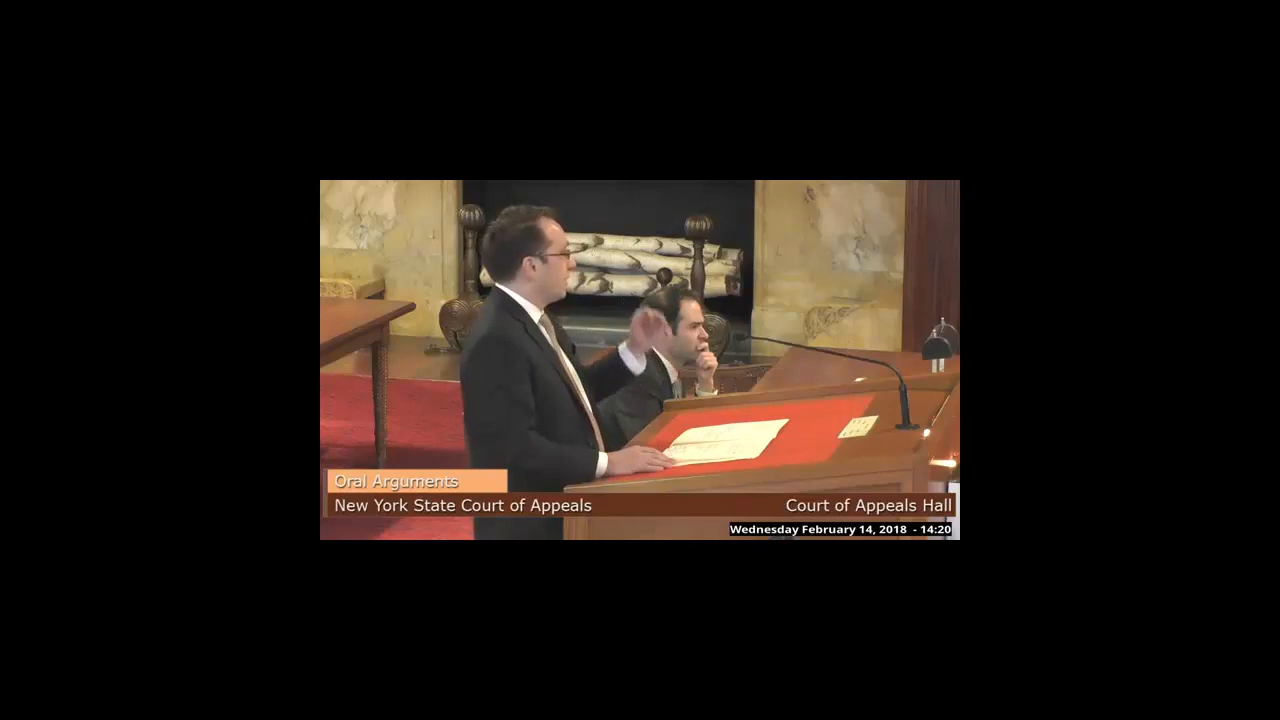 Oral Arguments
New York State Court of Appeals
Court of Appeals Hall
Wednesday February 14, 2018 - 14:20